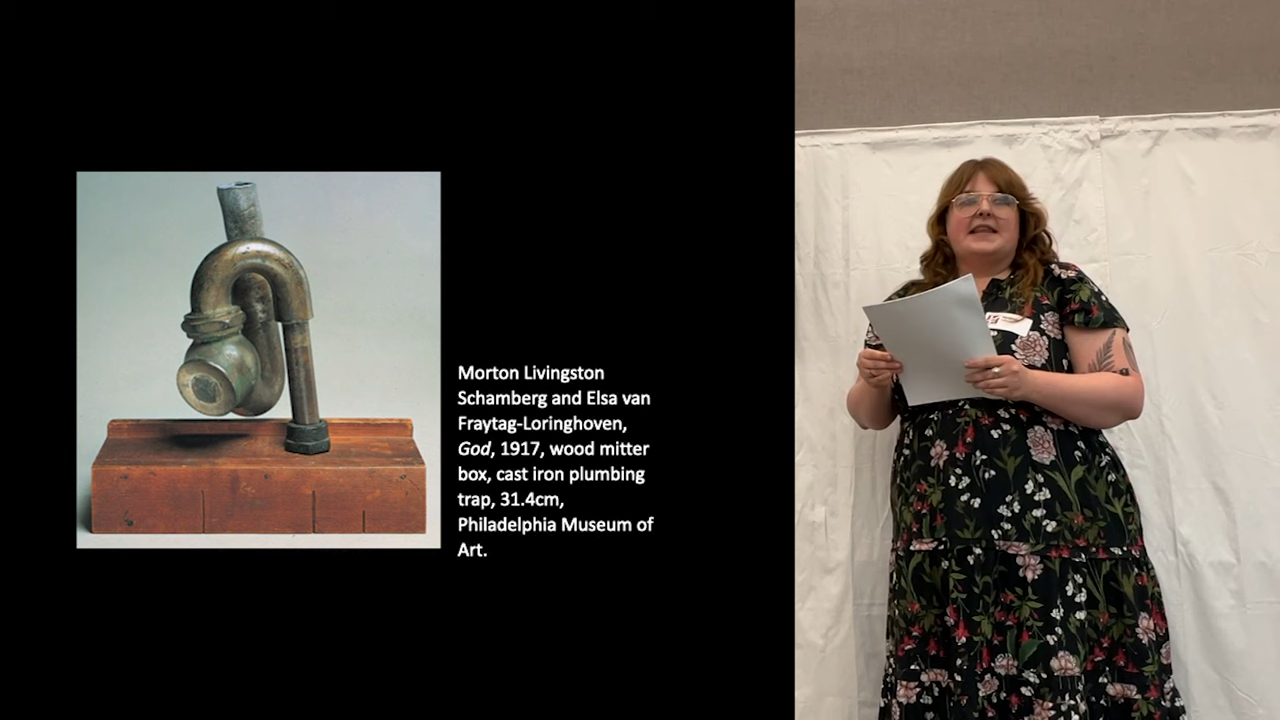 Morton Livingston
Schamberg and Elsa van
Fraytag-Loringhoven,
God, 1917, wood mitter
box, cast iron plumbing
trap, 31.4cm,
Philadelphia Museum of
Art.